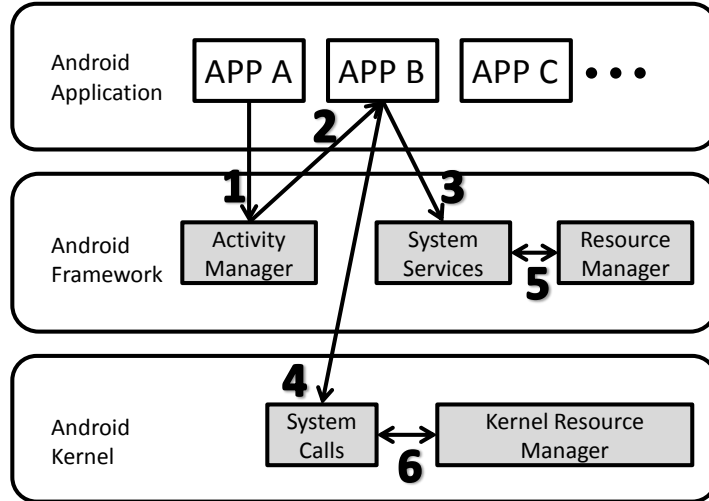 Android
Application
APP A
APP B
APP C
•••
2
1
3
Android
Framework
Activity
Manager
System
Services
Resource
Manager
5
4
Android
Kernel
System
Calls
Kernel Resource
Manager
6